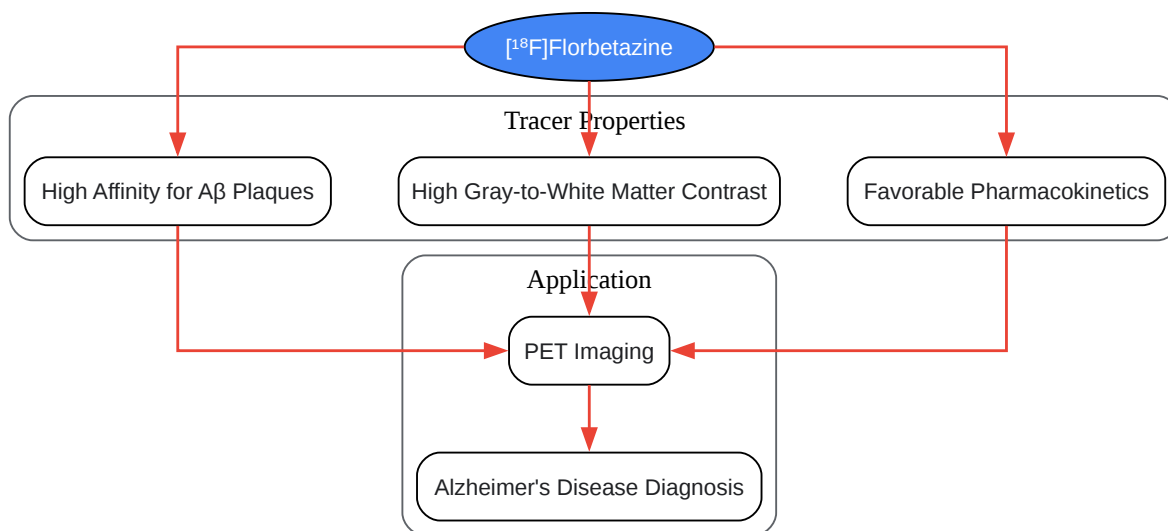 [¹⁸F]Florbetazine
Tracer Properties
High Affinity for Aβ Plaques
High Gray-to-White Matter Contrast
Favorable Pharmacokinetics
Application
PET Imaging
Alzheimer's Disease Diagnosis